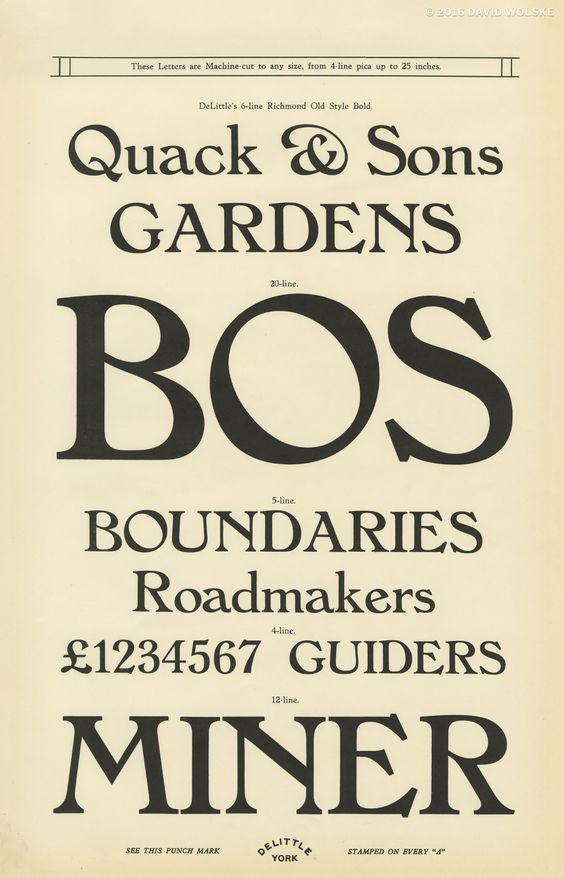 © 2016 DAVID WOLSKE
These Letters are Machine-cut to any size, from 4-line pica up to 25 inches.
DeLittle's 6-line Richmond Old Style Bold.
Quack & Sons
GARDENS
20-line.
BOS
5-line.
BOUNDARIES
Roadmakers
4-line.
£1234567 GUIDERS
12-line.
MINER
SEE THIS PUNCH MARK
DELITTLE
YORK
STAMPED ON EVERY "A"